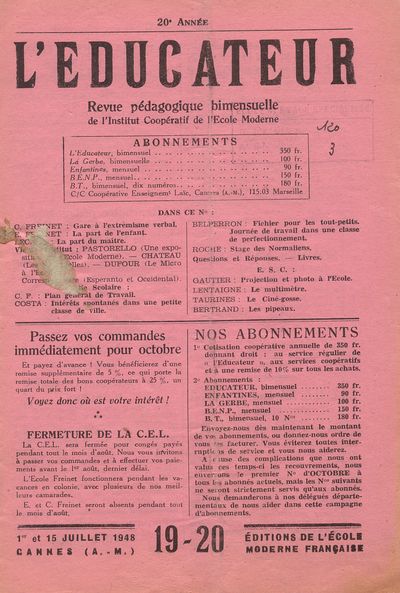 20e ANNÉE
L'EDUCATEUR
Revue pédagogique bimensuelle
de l'Institut Coopératif de l'Ecole Moderne
120
3
ABONNEMENTS
L'Educateur, bimensuel 350 fr.
La Gerbe, bimensuelle 100 fr.
Enfantines, mensuel 90 fr.
B.E.N.P., mensuel 150 fr.
B.T., bimensuel, dix numéros 180 fr.
C/C Coopérative Enseignemt Laïc, Cannes (A.-M.), 115.03 Marseille
DANS CE No :
C. FREINET : Gare à l'extrémisme verbal.
E. FREINET : La part de l'enfant.
: La part du maître.
PASTORELLO (Une expo-
Ecole Moderne). — CHATEAU
— DUFOUR (Le Micro
à l'
(Esperanto et Occidental).
Scolaire :
C. F. : Plan général de Travail.
COSTA : Intérêts spontanés dans une petite
classe de ville.
BELPERRON : Fichier pour les tout-petits.
Journée de travail dans une classe
de perfectionnement.
ROCHE : Stage des Normaliens.
Questions et Réponses. — Livres.
E. S. C. :
GAUTIER : Projection et photo à l'Ecole.
LENTAIGNE : Le multimètre.
TAURINES : Le Ciné-gosse.
BERTRAND : Les pipeaux.
Passez vos commandes
immédiatement pour octobre
Et payez d'avance ! Vous bénéficierez d'une
remise supplémentaire de 5 %, ce qui porte la
remise totale des bons coopérateurs à 25 %, un
quart du prix fort !
Voyez donc où est votre intérêt !
FERMETURE DE LA C.E.L.
La C.E.L. sera fermée pour congés payés
pendant tout le mois d'août. Nous vous invitons
à passer vos commandes et à effectuer vos paie-
ments avant le 1er août, dernier délai.
L'Ecole Freinet fonctionnera pendant les va-
cances en colonie, avec plusieurs de nos meil-
leurs camarades.
E. et C. Freinet seront absents pendant tout
le mois d'août.
NOS ABONNEMENTS
1° Cotisation coopérative annuelle de 350 fr.
donnant droit : au service régulier de
« l'Educateur », aux services coopératifs
et à une remise de 10 % sur tous les achats.
2° Abonnements :
EDUCATEUR, bimensuel 350 fr.
ENFANTINES, mensuel 90 fr.
LA GERBE, mensuel 100 fr.
B.E.N.P., mensuel 150 fr.
B. T., bimensuel, 10 Nos 180 fr.
Envoyez-nous dès maintenant le montant
de vos abonnements, ou donnez-nous ordre de
vous les facturer. Vous éviterez toutes inter-
ruptions de service et vous nous aiderez.
A cause des complications que nous ont
valu ces temps-ci les recouvrements, nous
enverrons le premier No d'OCTOBRE à
tous les abonnés actuels, mais les Nos suivants
ne seront strictement servis qu'aux abonnés.
Nous demanderons à nos délégués départe-
mentaux de nous aider dans cette campagne
d'abonnements.
1er et 15 JUILLET 1948
CANNES (A.-M.)
19-20
ÉDITIONS DE L'ÉCOLE
MODERNE FRANÇAISE